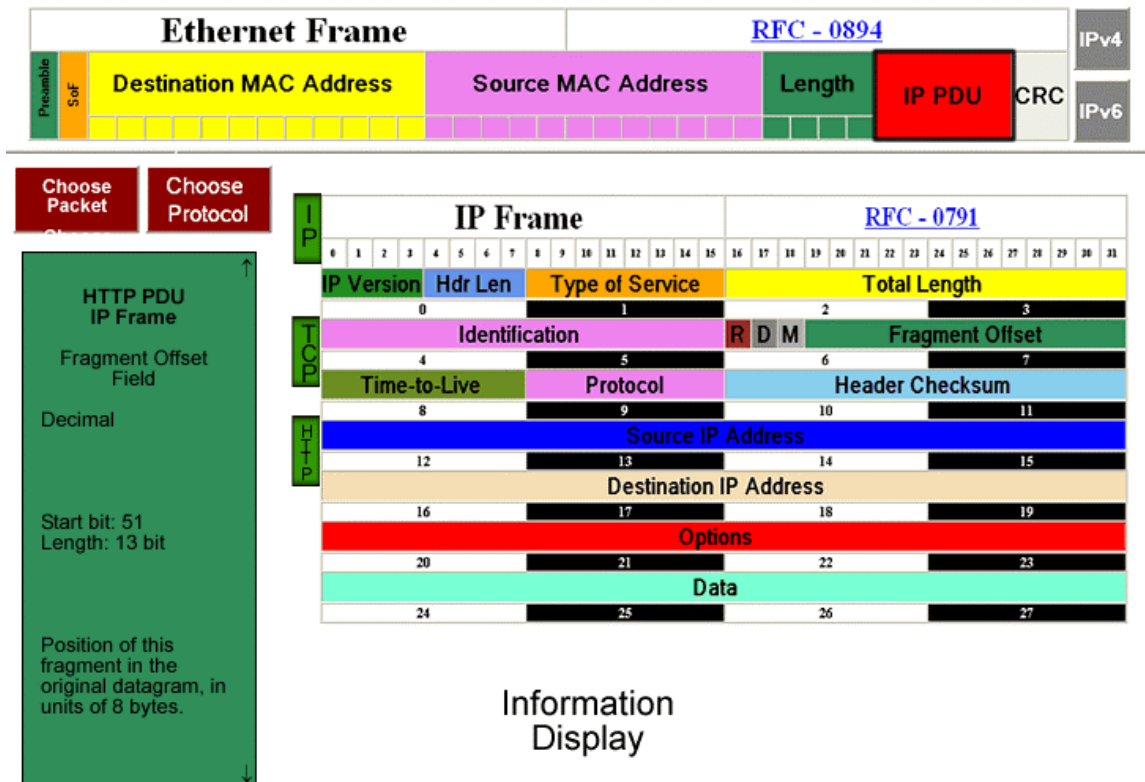 Ethernet Frame
RFC - 0894
IPv4
Preamble
SoF
Destination MAC Address
Source MAC Address
Length
IP PDU
CRC
IPv6
Choose
Packet
Choose
Protocol
HTTP PDU
IP Frame
Fragment Offset
Field
Decimal
Start bit: 51
Length: 13 bit
Position of this
fragment in the
original datagram, in
units of 8 bytes.
IP
TCP
HTTP
IP Frame
RFC - 0791
0 1 2 3 4 5 6 7 8 9 10 11 12 13 14 15 16 17 18 19 20 21 22 23 24 25 26 27 28 29 30 31
IP Version Hdr Len Type of Service Total Length
0 1 2 3
Identification R D M Fragment Offset
4 5 6 7
Time-to-Live Protocol Header Checksum
8 9 10 11
Source IP Address
12 13 14 15
Destination IP Address
16 17 18 19
Options
20 21 22 23
Data
24 25 26 27
Information
Display